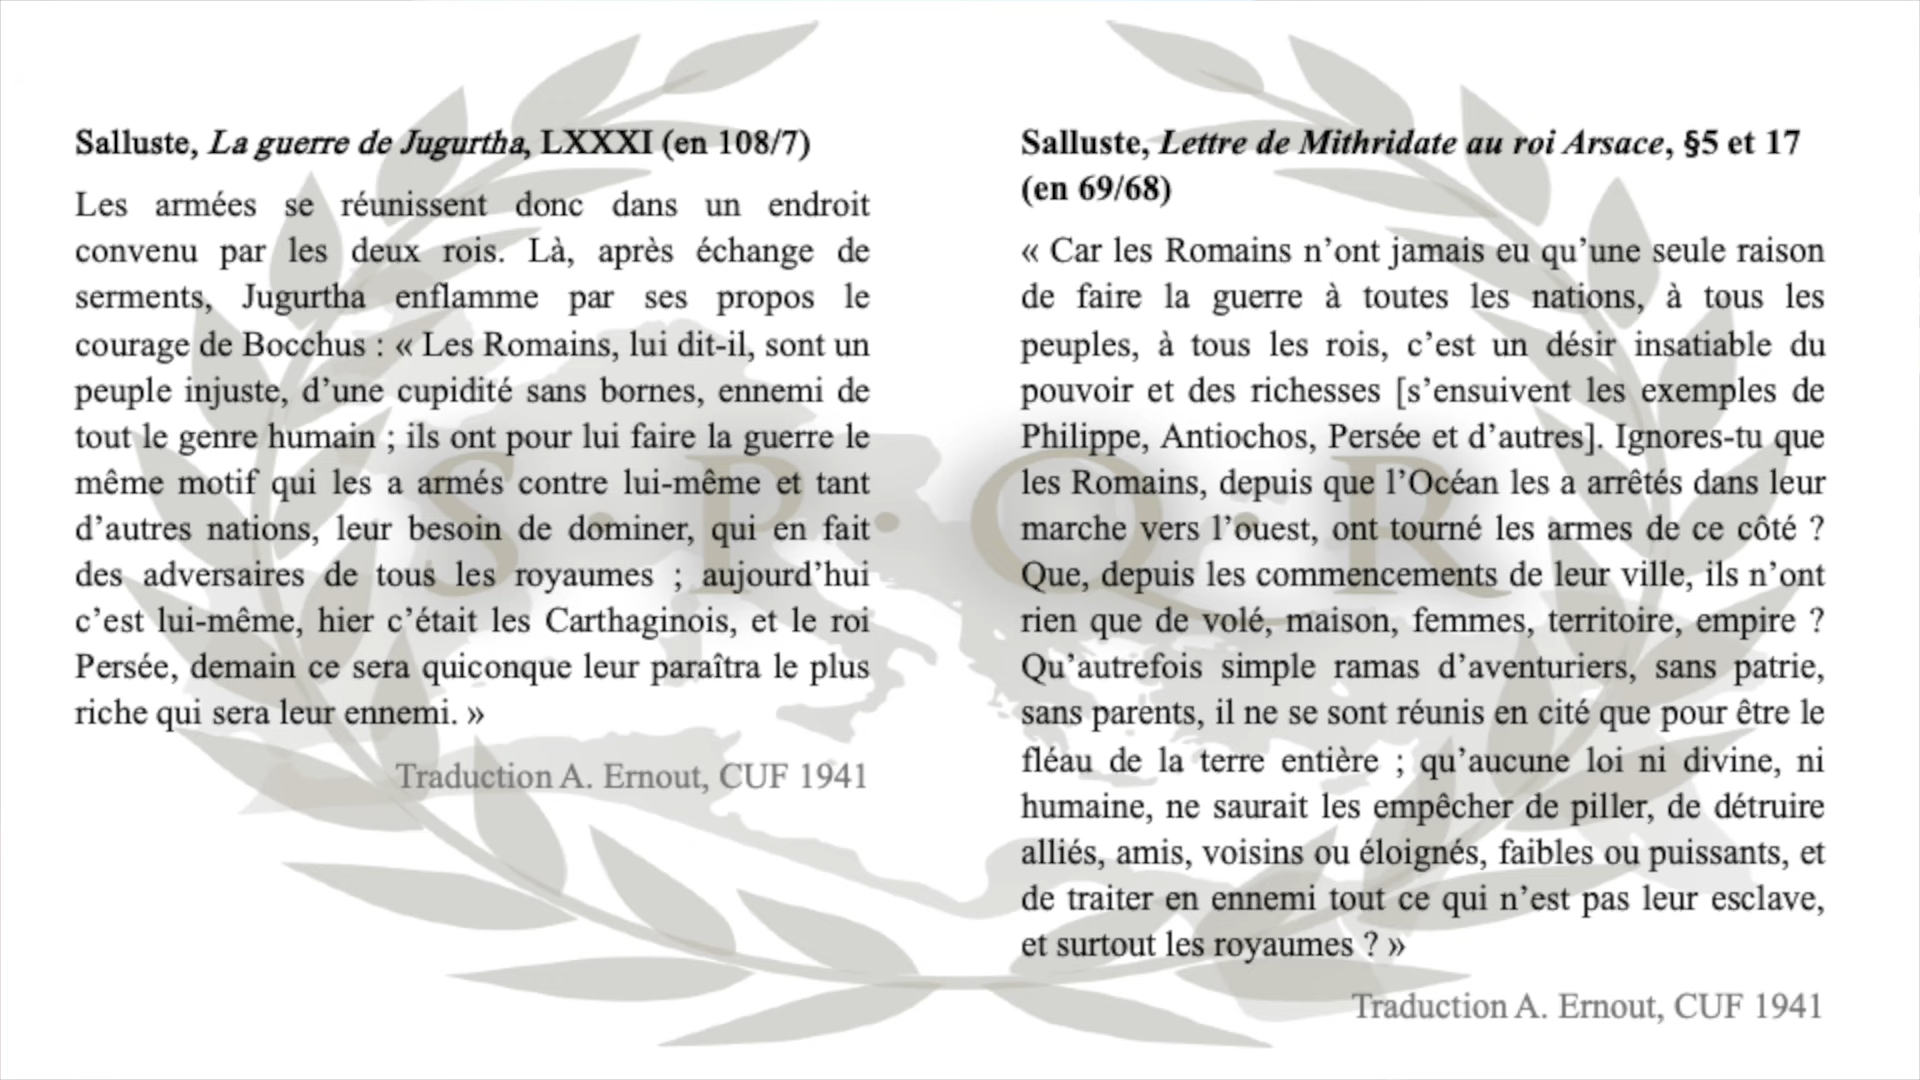 Salluste, La guerre de Jugurtha, LXXXI (en 108/7)
Les armées se réunissent donc dans un endroit
convenu par les deux rois. Là, après échange de
serments, Jugurtha enflamme par ses propos le
courage de Bocchus : « Les Romains, lui dit-il, sont un
peuple injuste, d’une cupidité sans bornes, ennemi de
tout le genre humain ; ils ont pour lui faire la guerre le
même motif qui les a armés contre lui-même et tant
d’autres nations, leur besoin de dominer, qui en fait
des adversaires de tous les royaumes ; aujourd’hui
c’est lui-même, hier c’était les Carthaginois, et le roi
Persée, demain ce sera quiconque leur paraîtra le plus
riche qui sera leur ennemi. »
Traduction A. Ernout, CUF 1941
Salluste, Lettre de Mithridate au roi Arsace, §5 et 17
(en 69/68)
« Car les Romains n’ont jamais eu qu’une seule raison
de faire la guerre à toutes les nations, à tous les
peuples, à tous les rois, c’est un désir insatiable du
pouvoir et des richesses [s’ensuivent les exemples de
Philippe, Antiochos, Persée et d’autres]. Ignores-tu que
les Romains, depuis que l’Océan les a arrêtés dans leur
marche vers l’ouest, ont tourné les armes de ce côté ?
Que, depuis les commencements de leur ville, ils n’ont
rien que de volé, maison, femmes, territoire, empire ?
Qu’autrefois simple ramas d’aventuriers, sans patrie,
sans parents, il ne se sont réunis en cité que pour être le
fléau de la terre entière ; qu’aucune loi ni divine, ni
humaine, ne saurait les empêcher de piller, de détruire
alliés, amis, voisins ou éloignés, faibles ou puissants, et
de traiter en ennemi tout ce qui n’est pas leur esclave,
et surtout les royaumes ? »
Traduction A. Ernout, CUF 1941
S · P · Q · R